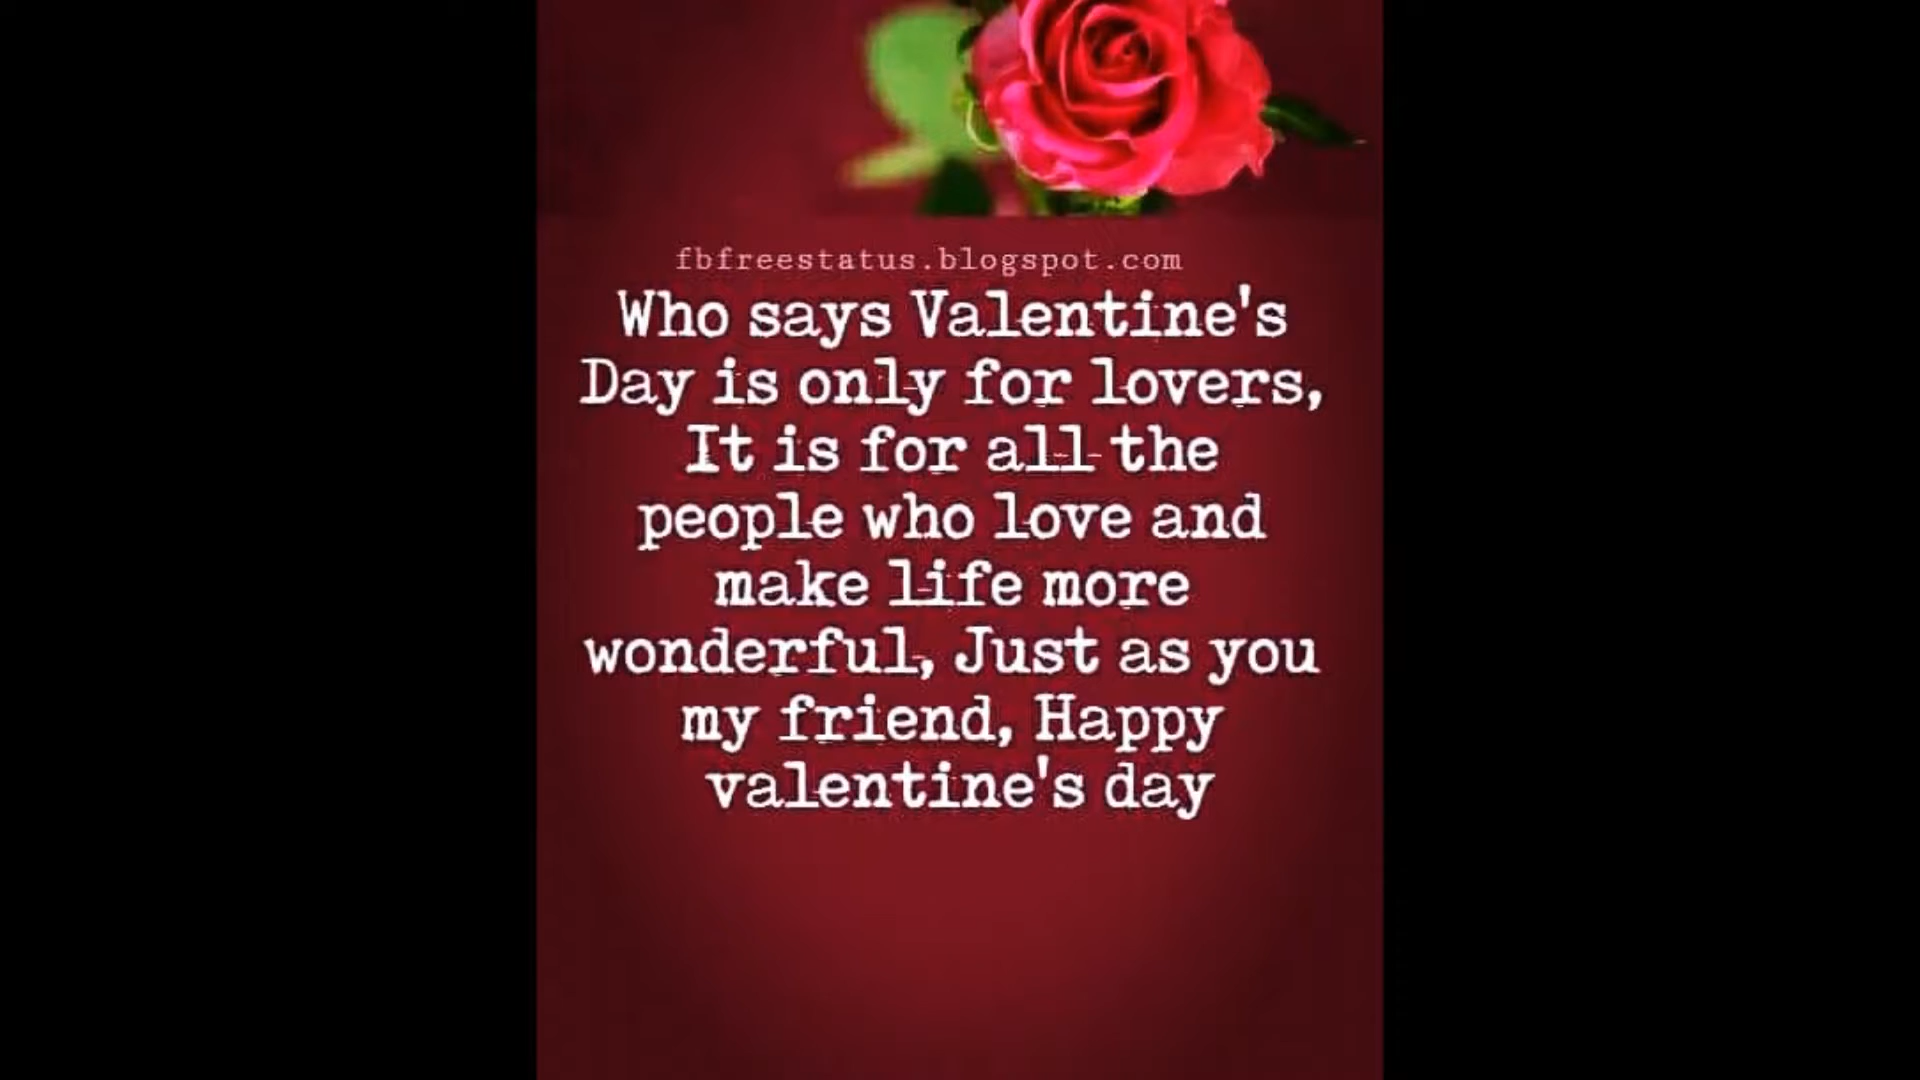 fbfreestatus.blogspot.com
Who says Valentine's
Day is only for lovers,
It is for all the
people who love and
make life more
wonderful, Just as you
my friend, Happy
valentine's day